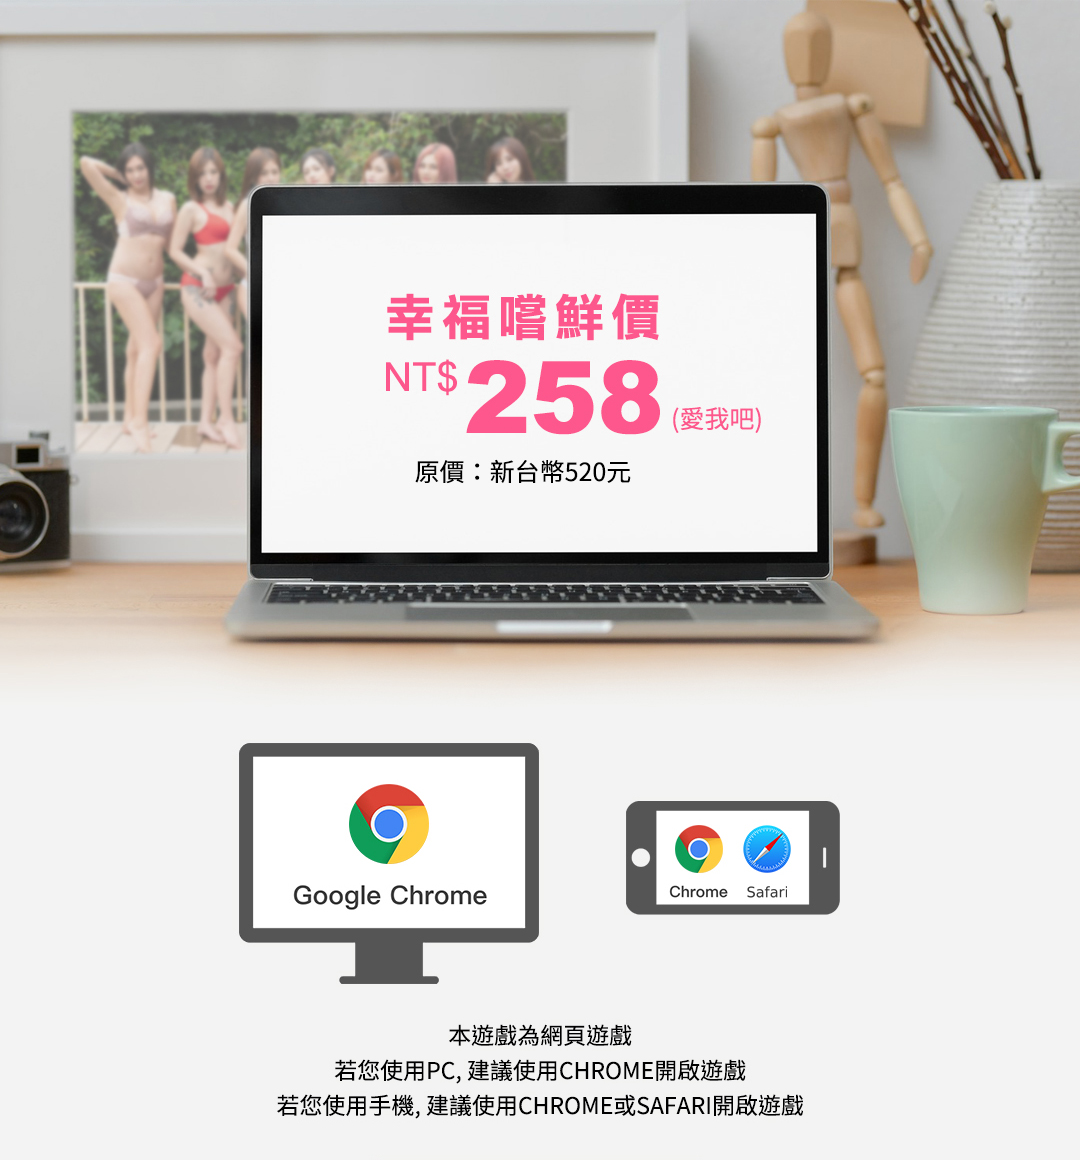 幸福嚐鮮價
NT$258(愛我吧)
原價：新台幣520元
Google Chrome
Chrome Safari
本遊戲為網頁遊戲
若您使用PC, 建議使用CHROME開啟遊戲
若您使用手機, 建議使用CHROME或SAFARI開啟遊戲